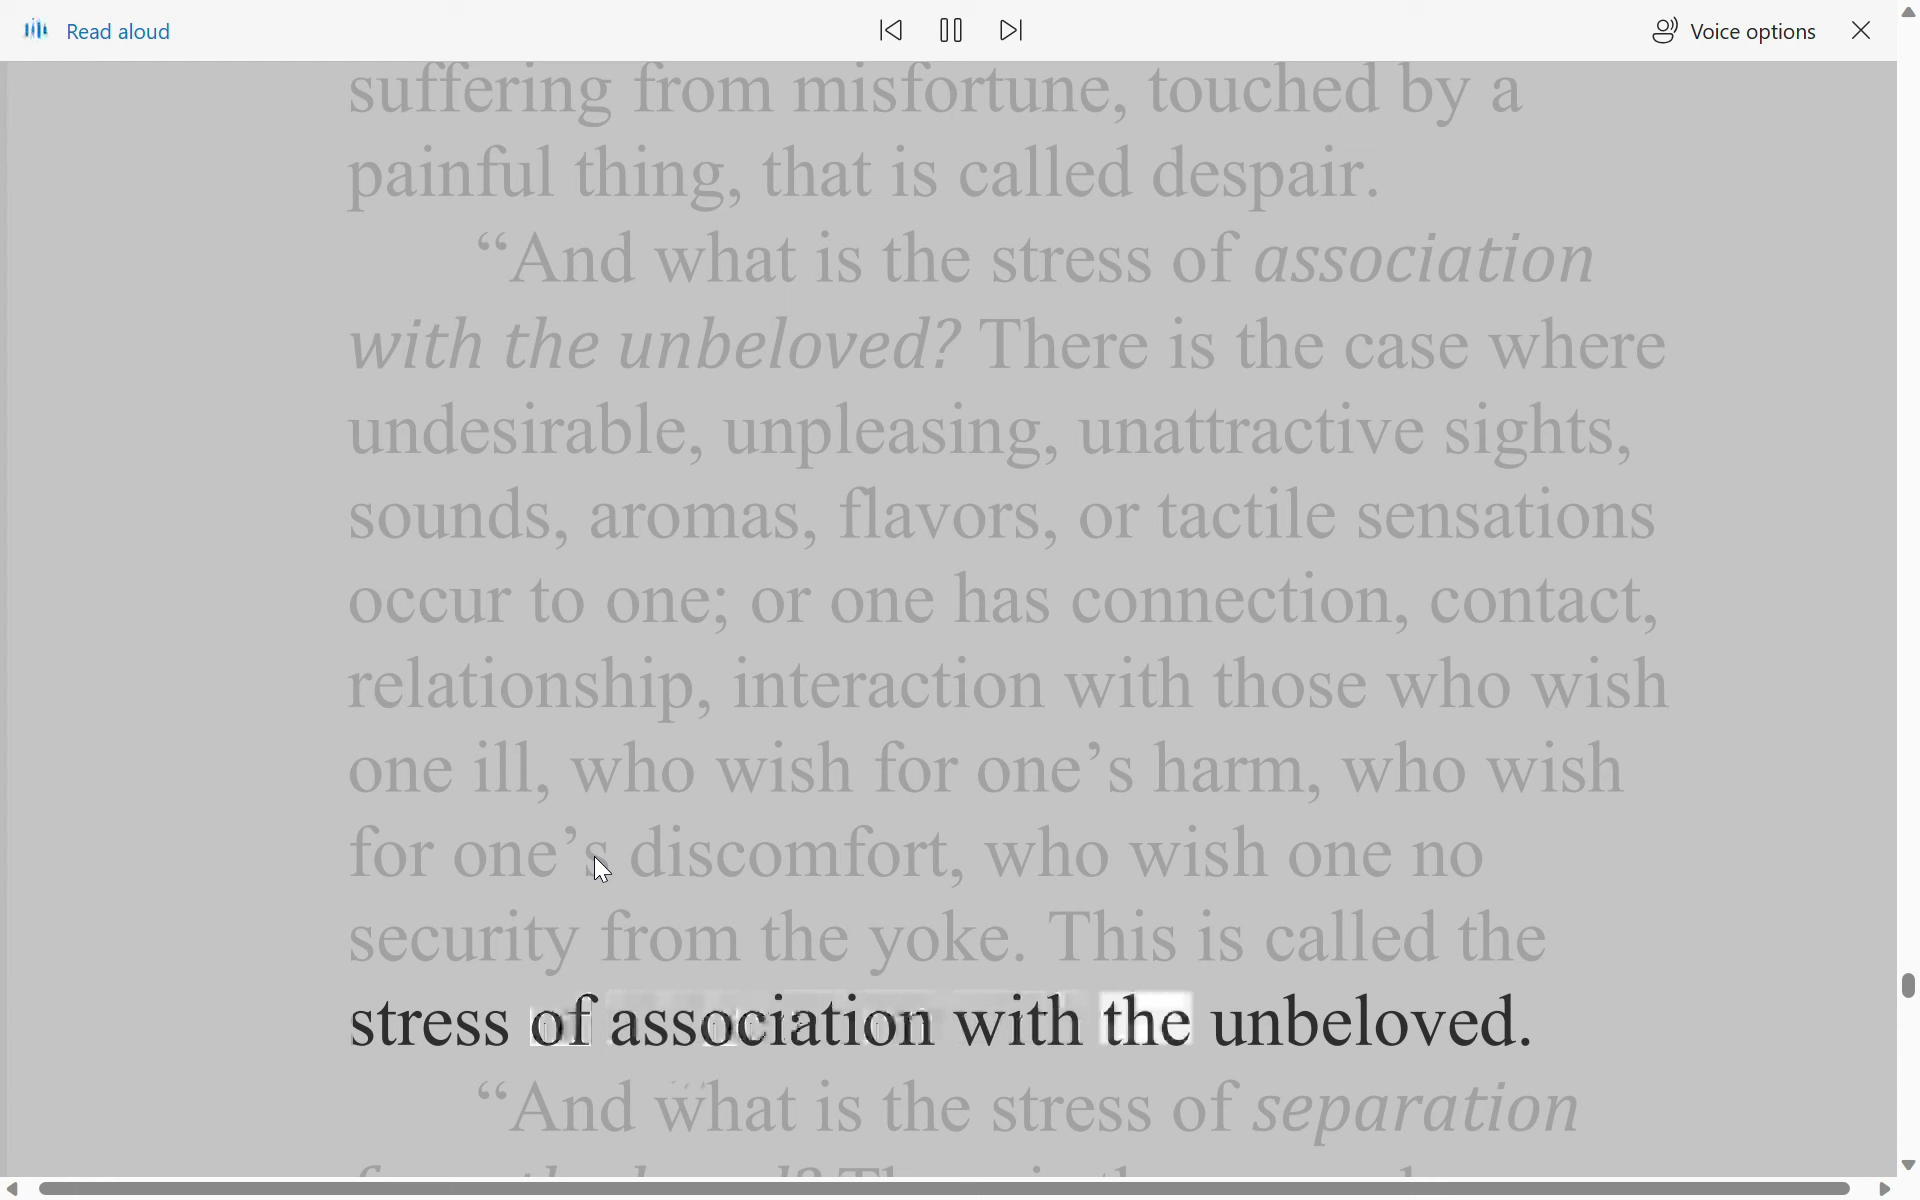 Read aloud
Voice options
suffering from misfortune, touched by a
painful thing, that is called despair.
“And what is the stress of association
with the unbeloved? There is the case where
undesirable, unpleasing, unattractive sights,
sounds, aromas, flavors, or tactile sensations
occur to one; or one has connection, contact,
relationship, interaction with those who wish
one ill, who wish for one’s harm, who wish
for one’s discomfort, who wish one no
security from the yoke. This is called the
stress of association with the unbeloved.
“And what is the stress of separation